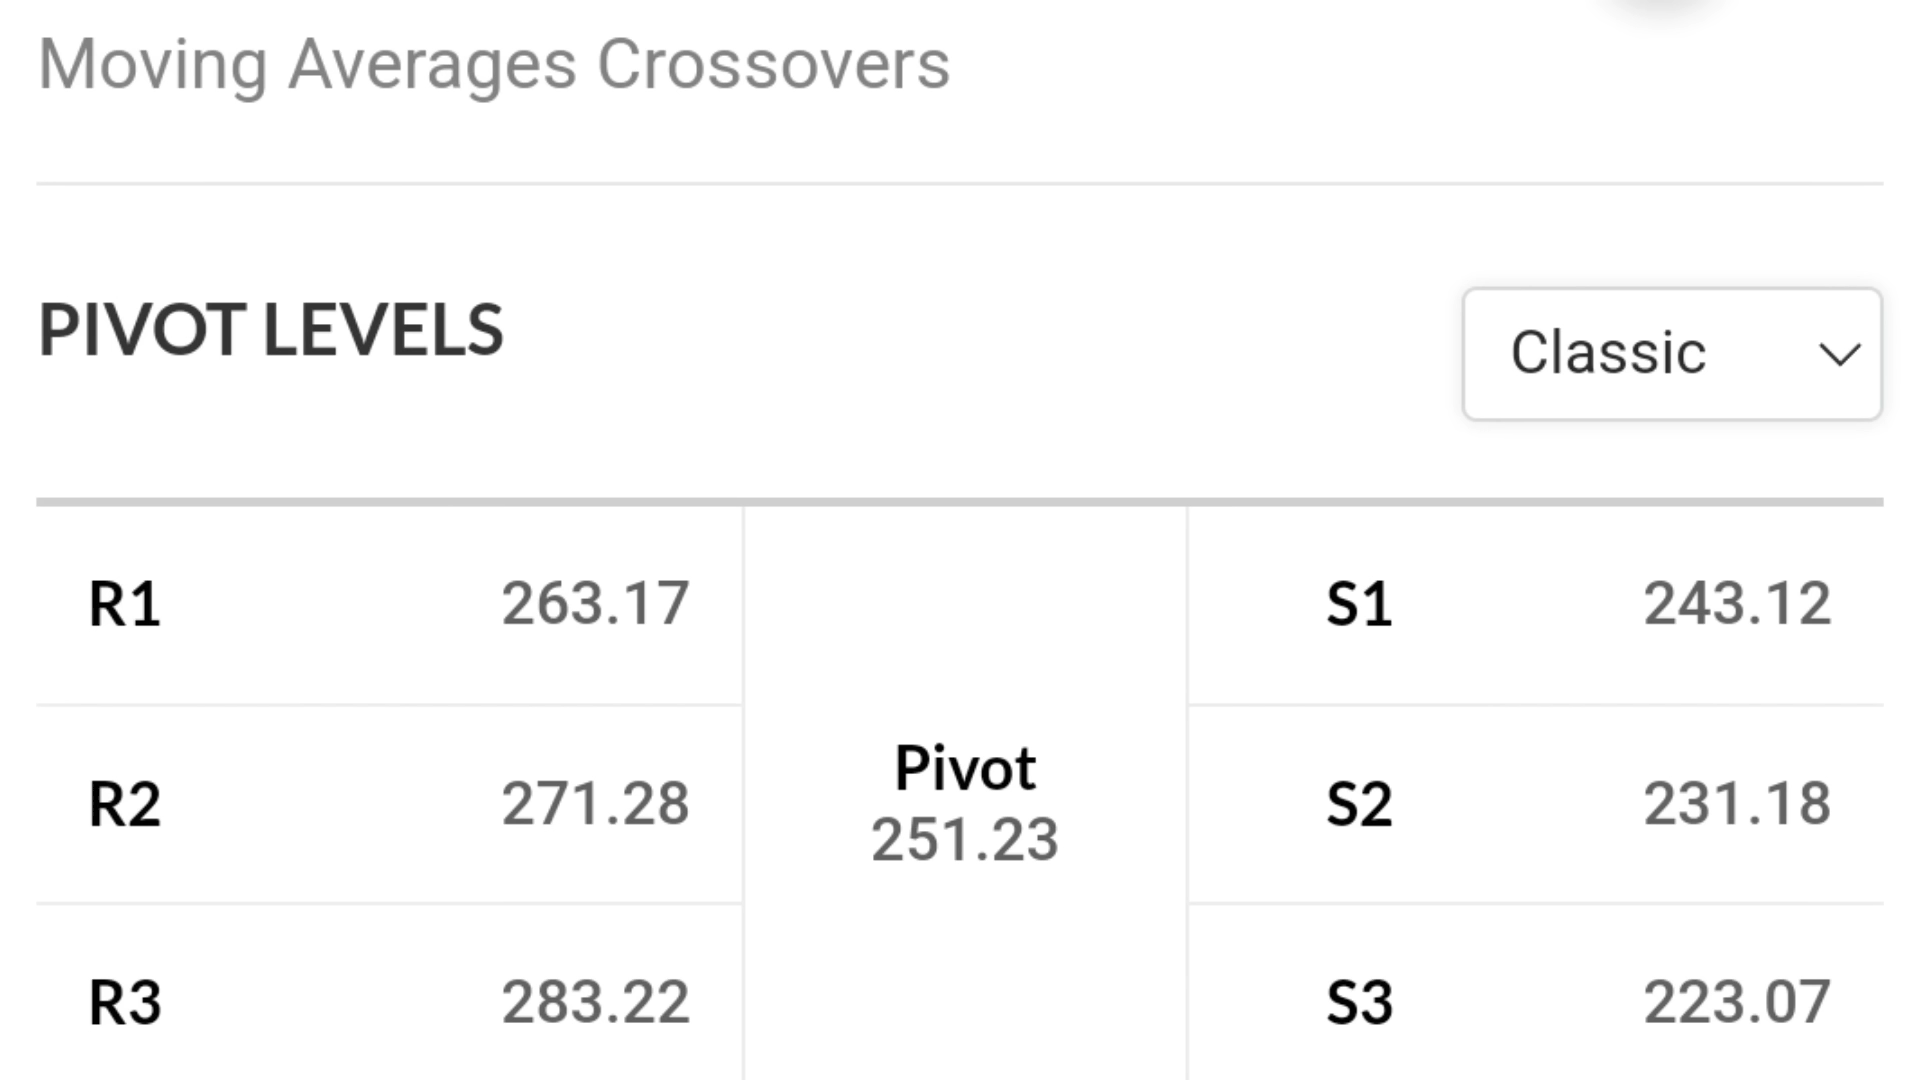 Moving Averages Crossovers
PIVOT LEVELS
Classic
R1 263.17
S1 243.12
R2 271.28
Pivot
251.23
S2 231.18
R3 283.22
S3 223.07